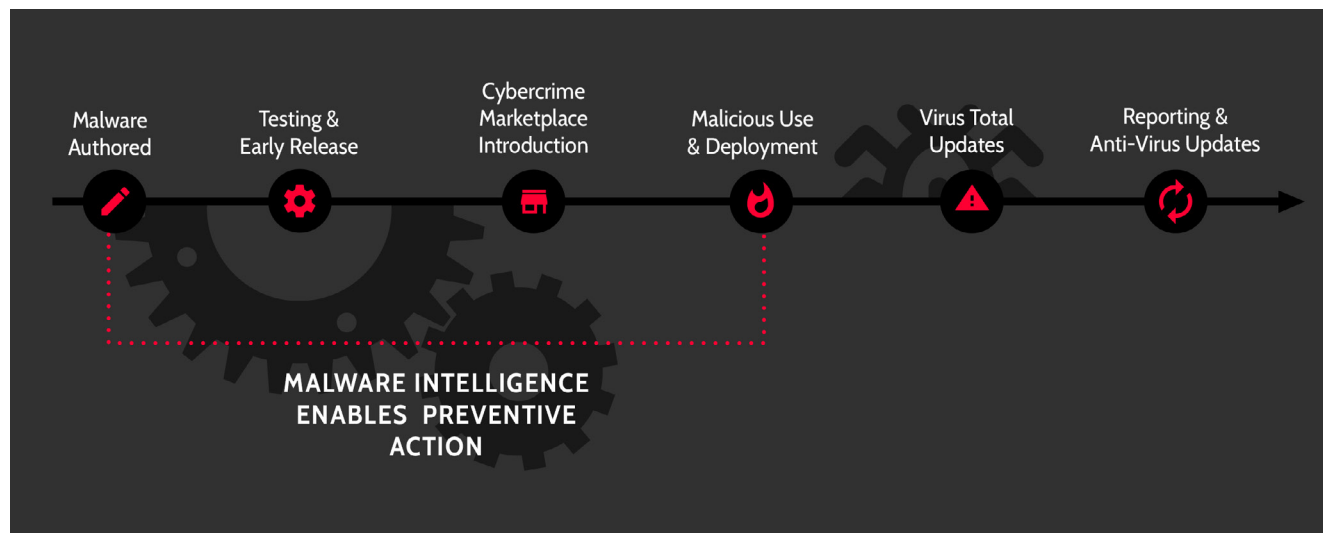 Malware
Authored
Testing &
Early Release
Cybercrime
Marketplace
Introduction
Malicious Use
& Deployment
Virus Total
Updates
Reporting &
Anti-Virus Updates
MALWARE INTELLIGENCE
ENABLES PREVENTIVE
ACTION